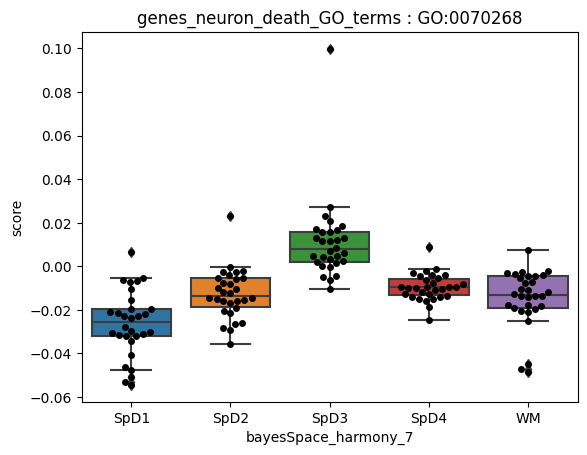 genes_neuron_death_GO_terms : GO:0070268
0.10
0.08
0.06
0.04
0.02
0.00
−0.02
−0.04
−0.06
score
SpD1 SpD2 SpD3 SpD4 WM
bayesSpace_harmony_7